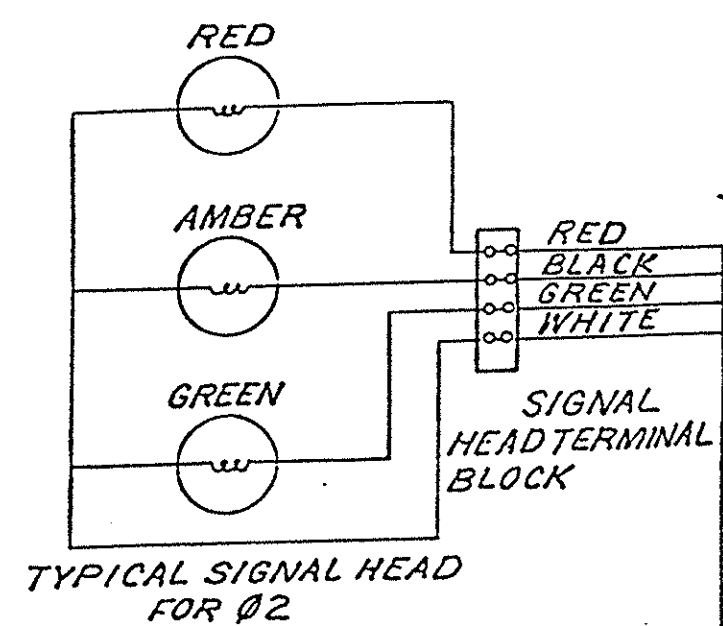 RED
AMBER
GREEN
RED
BLACK
GREEN
WHITE
SIGNAL
HEAD TERMINAL
BLOCK
TYPICAL SIGNAL HEAD
FOR Ø2